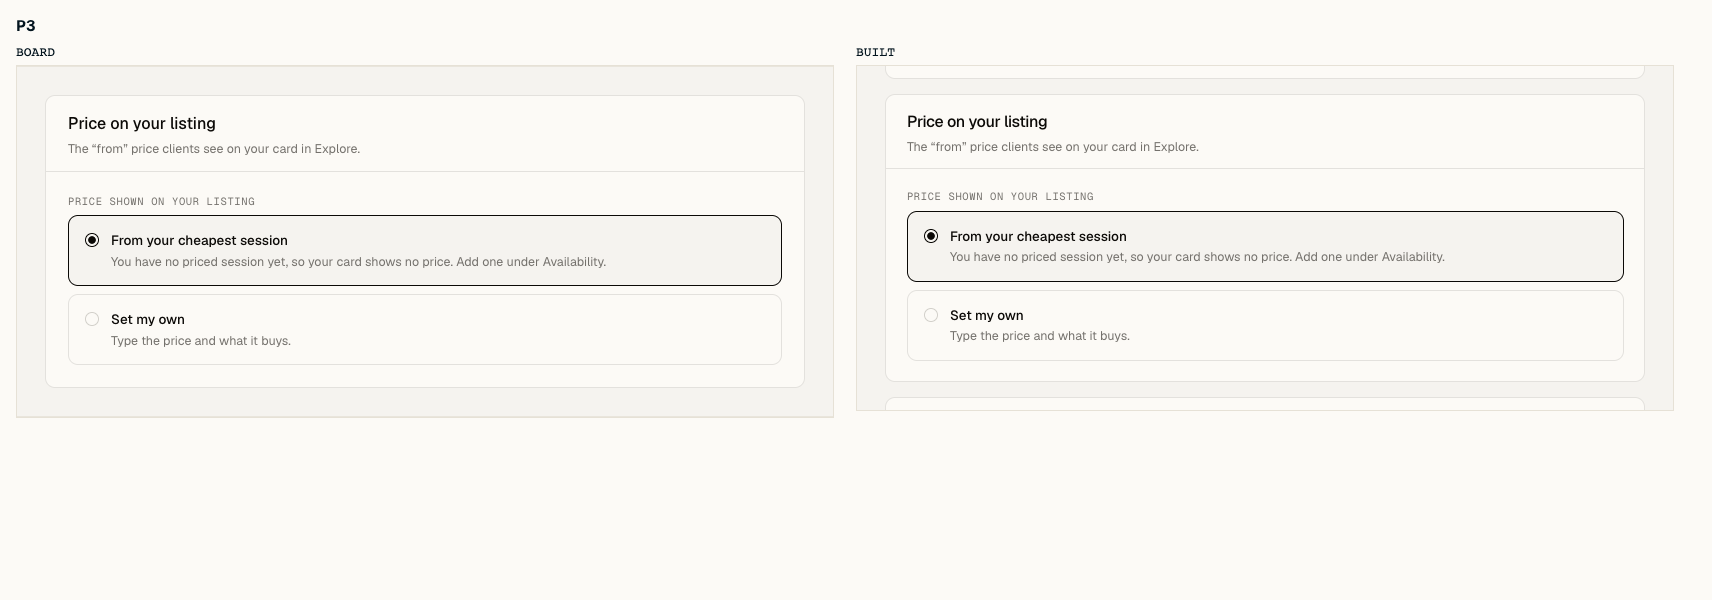 P3
BOARD
Price on your listing
The “from” price clients see on your card in Explore.
PRICE SHOWN ON YOUR LISTING
From your cheapest session
You have no priced session yet, so your card shows no price. Add one under Availability.
Set my own
Type the price and what it buys.
BUILT
Price on your listing
The “from” price clients see on your card in Explore.
PRICE SHOWN ON YOUR LISTING
From your cheapest session
You have no priced session yet, so your card shows no price. Add one under Availability.
Set my own
Type the price and what it buys.